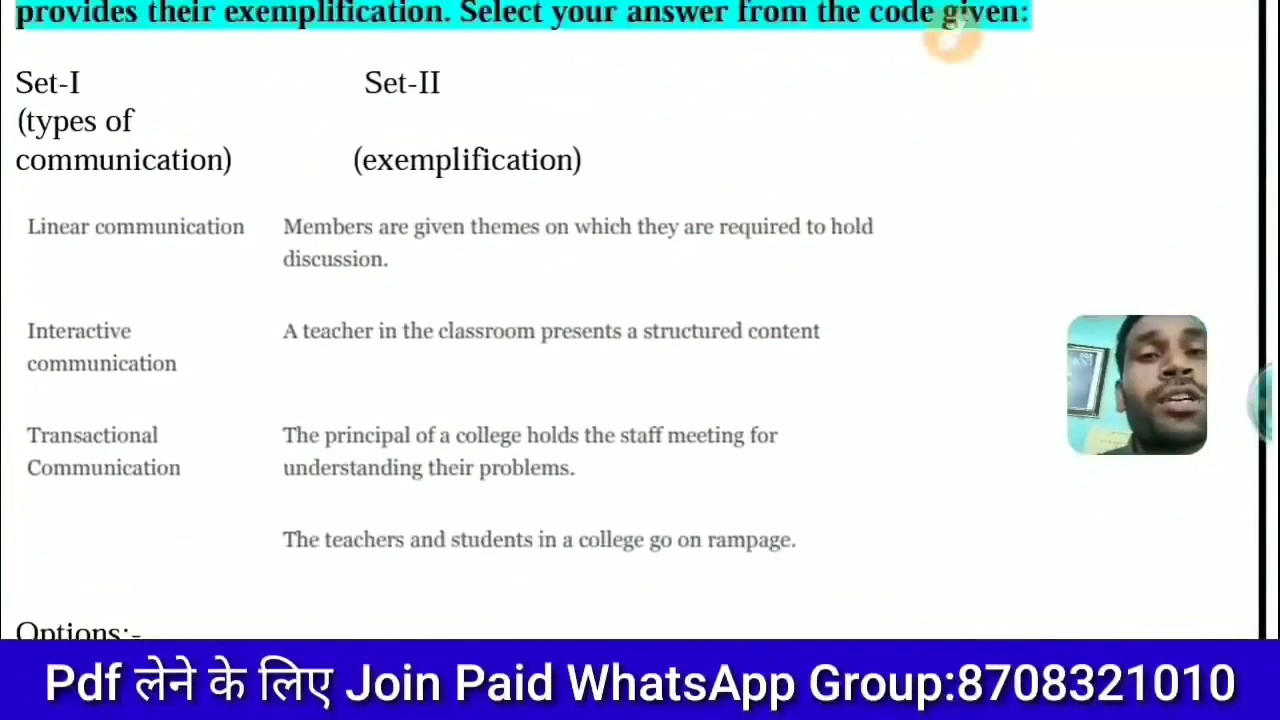 provides their exemplification. Select your answer from the code given:
Set-I Set-II
(types of
communication) (exemplification)
Linear communication Members are given themes on which they are required to hold
discussion.
Interactive A teacher in the classroom presents a structured content
communication
Transactional The principal of a college holds the staff meeting for
Communication understanding their problems.
The teachers and students in a college go on rampage.
Options:-
Pdf लेने के लिए Join Paid WhatsApp Group:8708321010